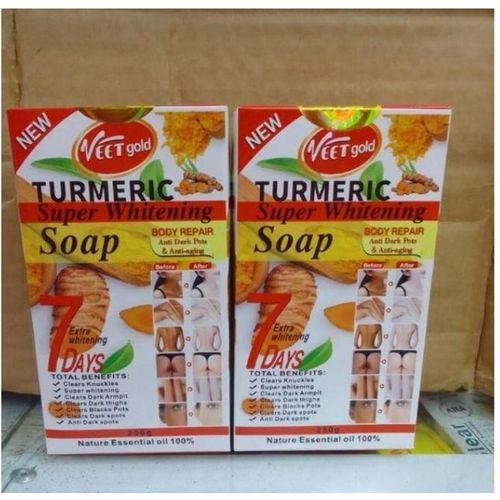 NEW
VEET gold
TURMERIC
Super Whitening
Soap
BODY REPAIR
Anti Dark Pots
& Anti-aging
Before After
7
Extra
whitening
DAYS
TOTAL BENEFITS:
Clears Knuckles
Super whitening
Clears Dark Armpit
Clears Dark thighs
Clears Blacks Pots
Clears Dark spots
Anti Dark spots
250g
Nature Essential oil 100%
NEW
VEET gold
TURMERIC
Super Whitening
Soap
BODY REPAIR
Anti Dark Pots
& Anti-aging
Before After
7
Extra
whitening
DAYS
TOTAL BENEFITS:
Clears Knuckles
Super whitening
Clears Dark Armpit
Clears Dark thighs
Clears Blacks Pots
Clears Dark spots
Anti Dark spots
250g
Nature Essential oil 100%